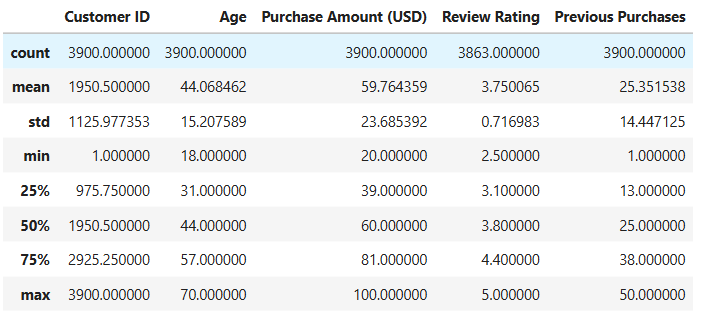 Customer ID Age Purchase Amount (USD) Review Rating Previous Purchases
count 3900.000000 3900.000000 3900.000000 3863.000000 3900.000000
mean 1950.500000 44.068462 59.764359 3.750065 25.351538
std 1125.977353 15.207589 23.685392 0.716983 14.447125
min 1.000000 18.000000 20.000000 2.500000 1.000000
25% 975.750000 31.000000 39.000000 3.100000 13.000000
50% 1950.500000 44.000000 60.000000 3.800000 25.000000
75% 2925.250000 57.000000 81.000000 4.400000 38.000000
max 3900.000000 70.000000 100.000000 5.000000 50.000000